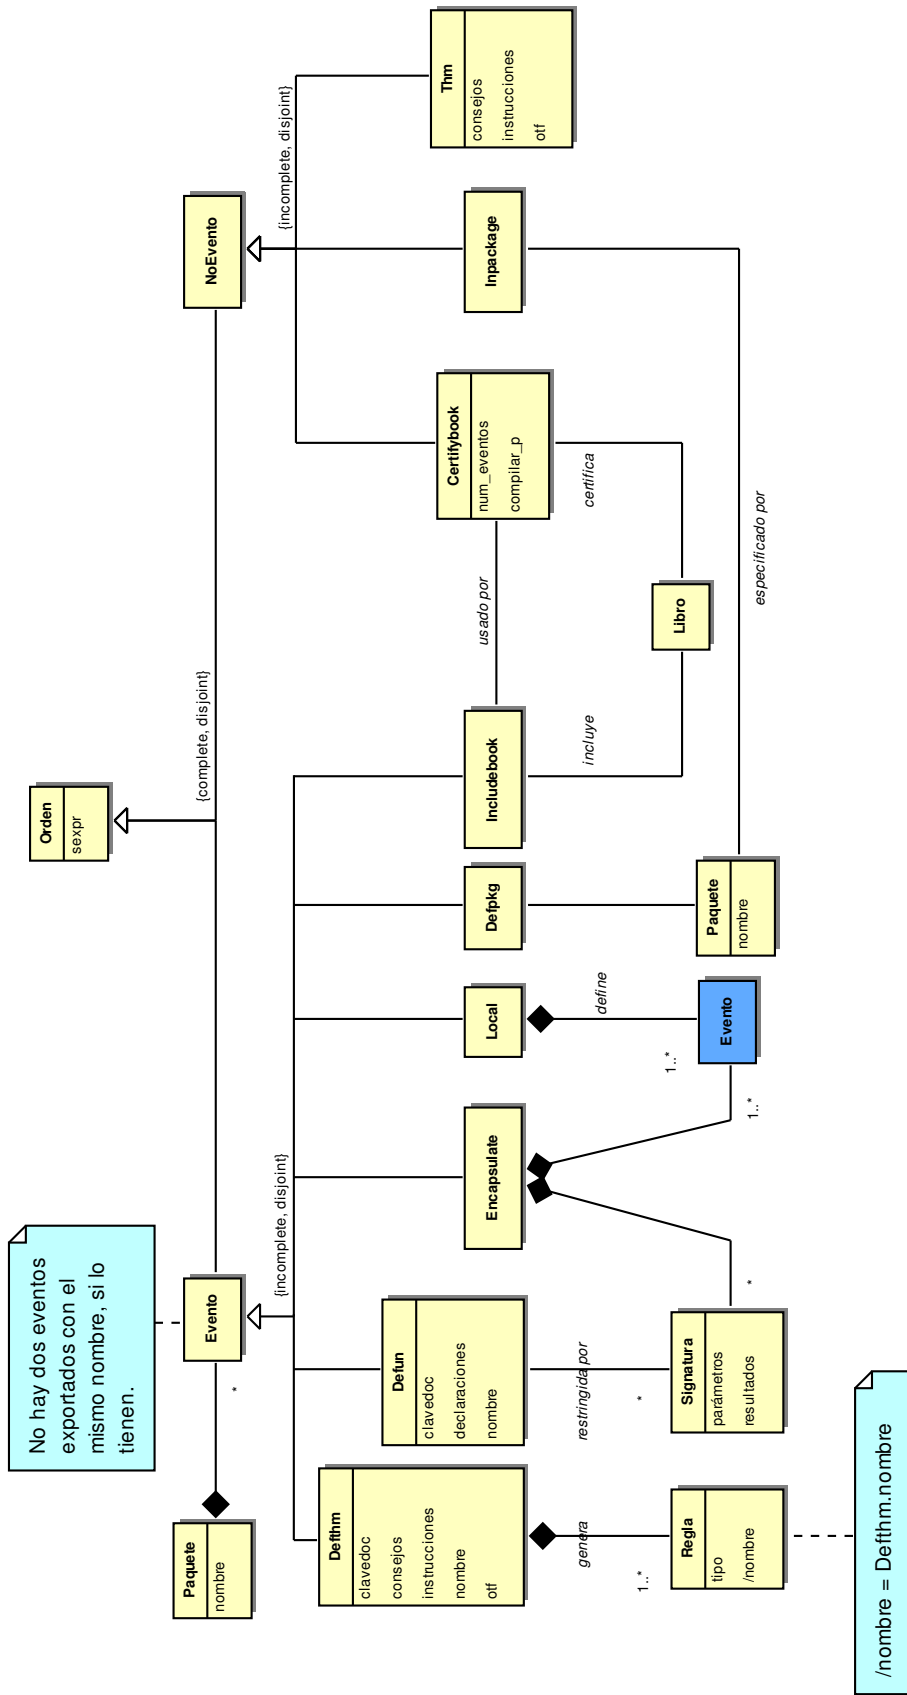 No hay dos eventos
exportados con el
mismo nombre, si lo
tienen.
Orden
sexpr
{complete, disjoint}
Paquete
nombre
*
Evento
NoEvento
{incomplete, disjoint}
{incomplete, disjoint}
Defthm
clavedoc
consejos
instrucciones
nombre
otf
Defun
clavedoc
declaraciones
nombre
Encapsulate
Local
Defpkg
Includebook
usado por
Certifybook
num_eventos
compilar_p
Inpackage
Thm
consejos
instrucciones
otf
genera
1..*
restringida por
*
*
1..*
define
1..*
incluye
certifica
Regla
tipo
/nombre
Signatura
parámetros
resultados
Evento
Paquete
nombre
Libro
especificado por
/nombre = Defthm.nombre